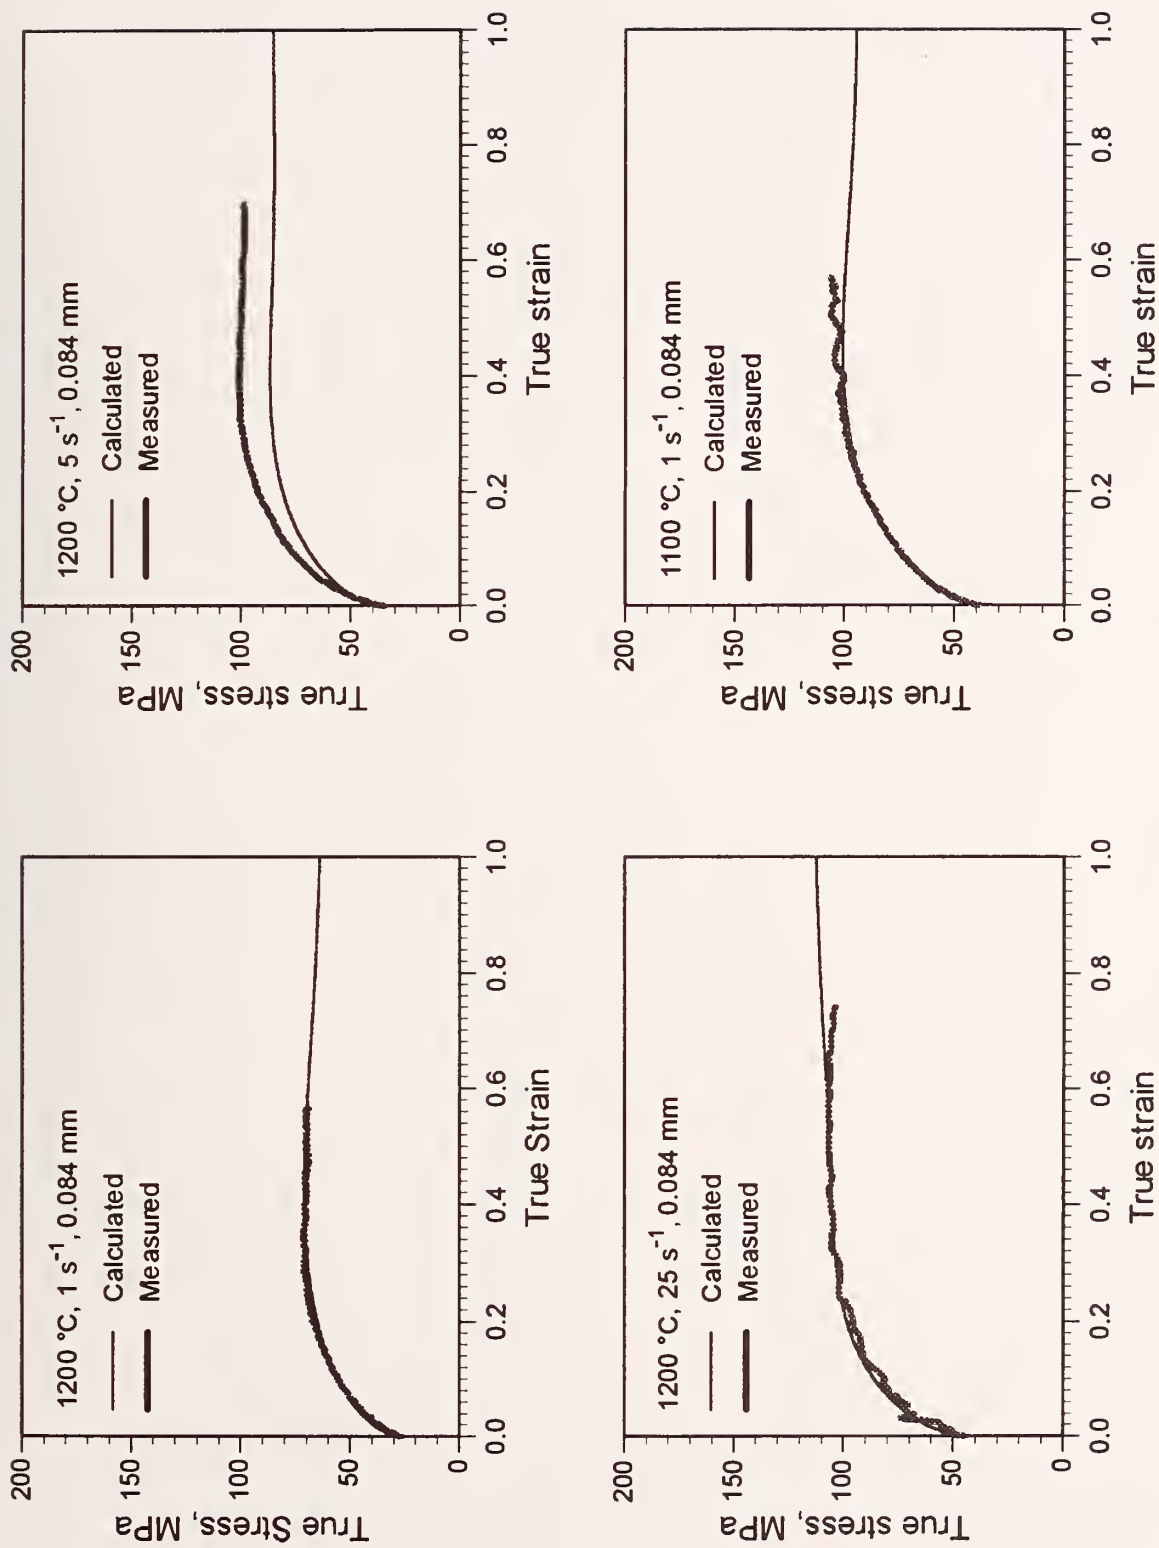 200
150
100
50
0
True Stress, MPa
1200 °C, 1 s⁻¹, 0.084 mm
Calculated
Measured
0.0 0.2 0.4 0.6 0.8 1.0
True Strain
200
150
100
50
0
True stress, MPa
1200 °C, 5 s⁻¹, 0.084 mm
Calculated
Measured
0.0 0.2 0.4 0.6 0.8 1.0
True strain
200
150
100
50
0
True stress, MPa
1200 °C, 25 s⁻¹, 0.084 mm
Calculated
Measured
0.0 0.2 0.4 0.6 0.8 1.0
True strain
200
150
100
50
0
True stress, MPa
1100 °C, 1 s⁻¹, 0.084 mm
Calculated
Measured
0.0 0.2 0.4 0.6 0.8 1.0
True strain